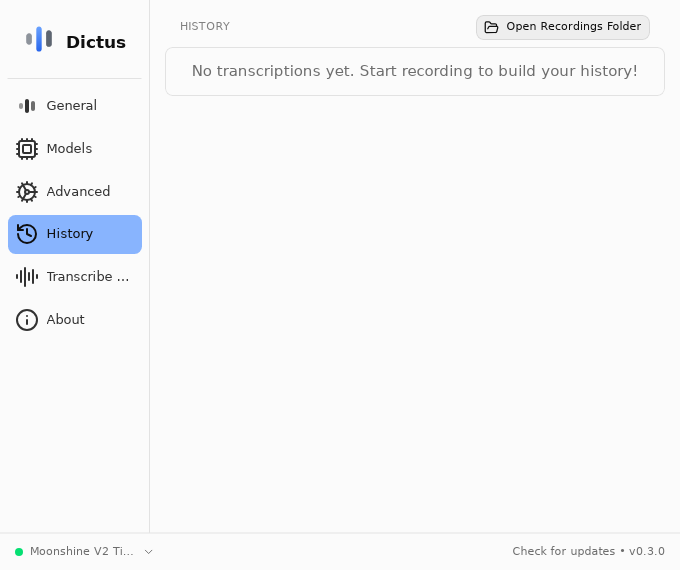 Dictus
General
Models
Advanced
History
Transcribe ...
About
HISTORY
Open Recordings Folder
No transcriptions yet. Start recording to build your history!
Moonshine V2 Ti...
Check for updates • v0.3.0